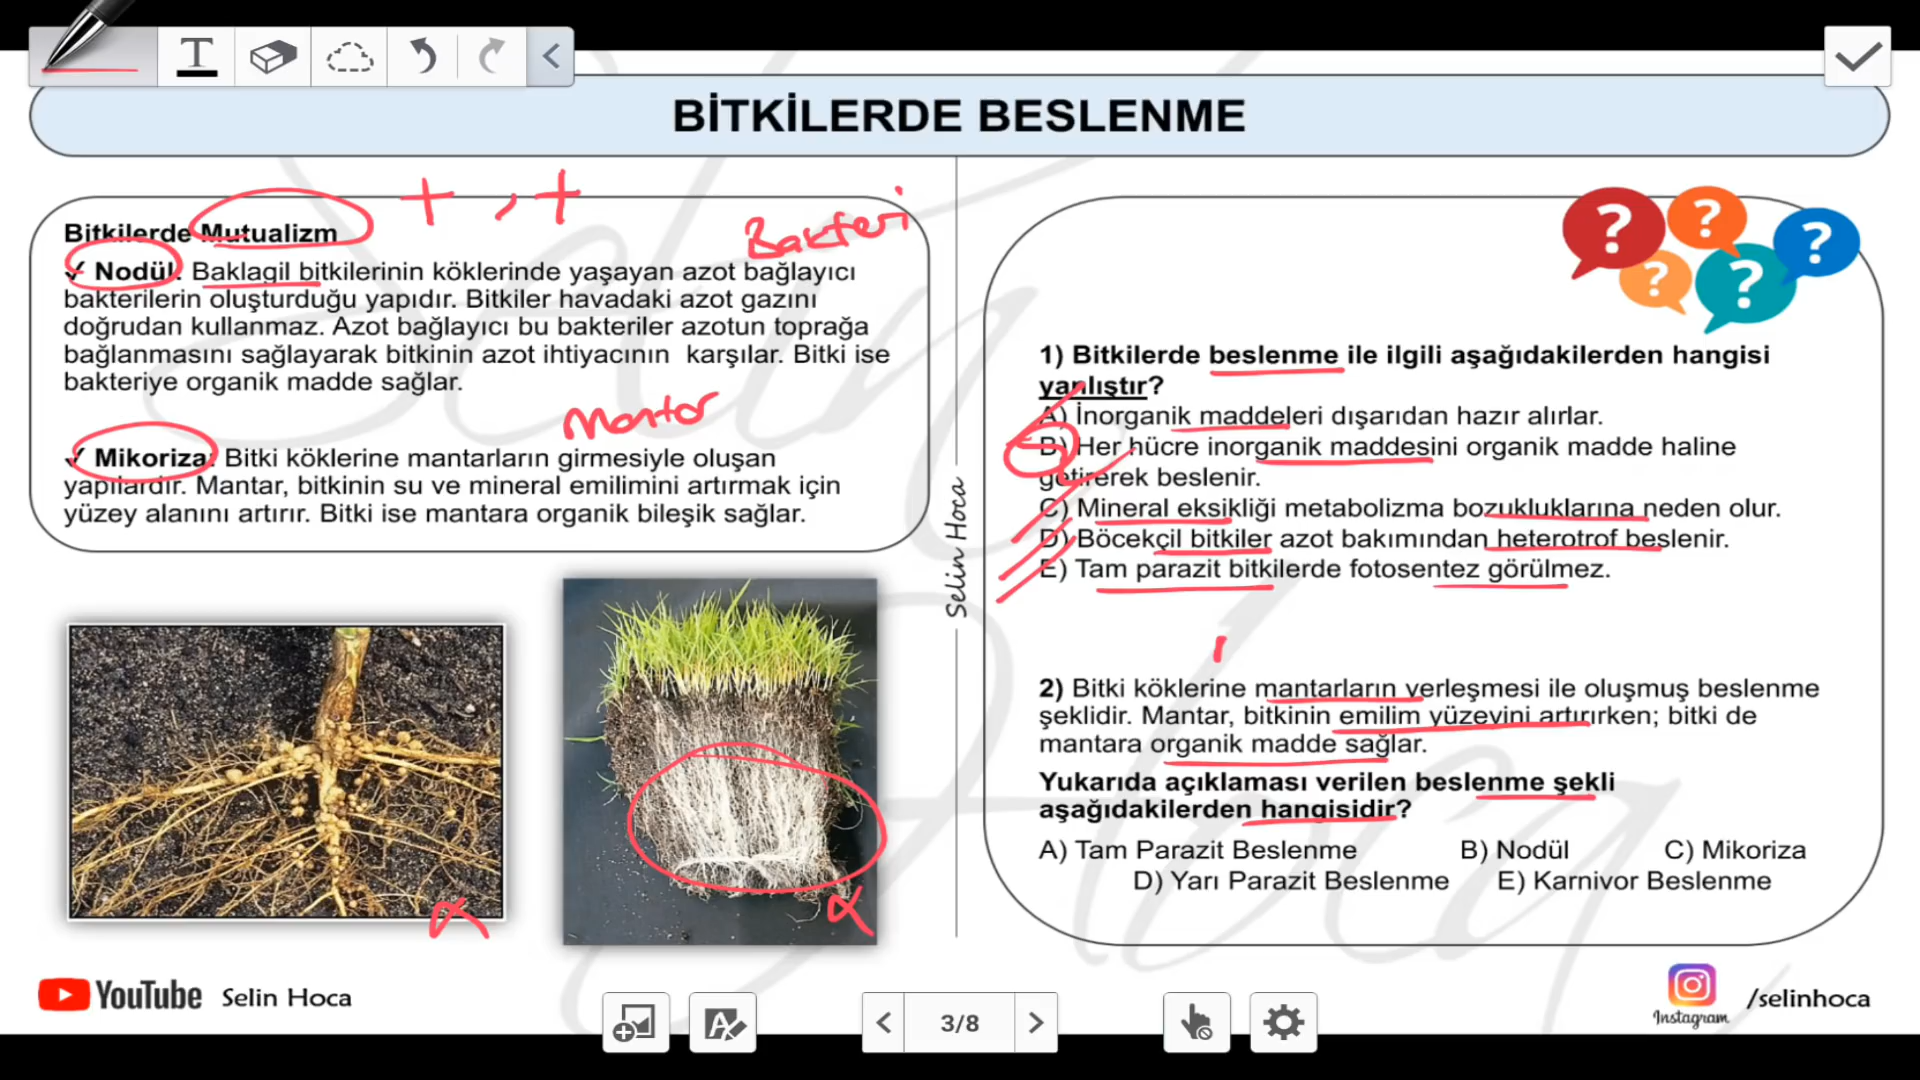 T
BİTKİLERDE BESLENME
+ , +
Bakteri
Bitkilerde Mutualizm
✓ Nodül: Baklagil bitkilerinin köklerinde yaşayan azot bağlayıcı
bakterilerin oluşturduğu yapıdır. Bitkiler havadaki azot gazını
doğrudan kullanmaz. Azot bağlayıcı bu bakteriler azotun toprağa
bağlanmasını sağlayarak bitkinin azot ihtiyacının karşılar. Bitki ise
bakteriye organik madde sağlar.
Mantar
✓ Mikoriza: Bitki köklerine mantarların girmesiyle oluşan
yapılardır. Mantar, bitkinin su ve mineral emilimini artırmak için
yüzey alanını artırır. Bitki ise mantara organik bileşik sağlar.
Selin Hoca
? ? ? ? ?
1) Bitkilerde beslenme ile ilgili aşağıdakilerden hangisi
yanlıştır?
A) İnorganik maddeleri dışarıdan hazır alırlar.
B) Her hücre inorganik maddesini organik madde haline
getirerek beslenir.
C) Mineral eksikliği metabolizma bozukluklarına neden olur.
D) Böcekçil bitkiler azot bakımından heterotrof beslenir.
E) Tam parazit bitkilerde fotosentez görülmez.
2) Bitki köklerine mantarların yerleşmesi ile oluşmuş beslenme
şeklidir. Mantar, bitkinin emilim yüzeyini artırırken; bitki de
mantara organik madde sağlar.
Yukarıda açıklaması verilen beslenme şekli
aşağıdakilerden hangisidir?
A) Tam Parazit Beslenme B) Nodül C) Mikoriza
D) Yarı Parazit Beslenme E) Karnivor Beslenme
YouTube Selin Hoca
3/8
Instagram /selinhoca
Selin Hoca